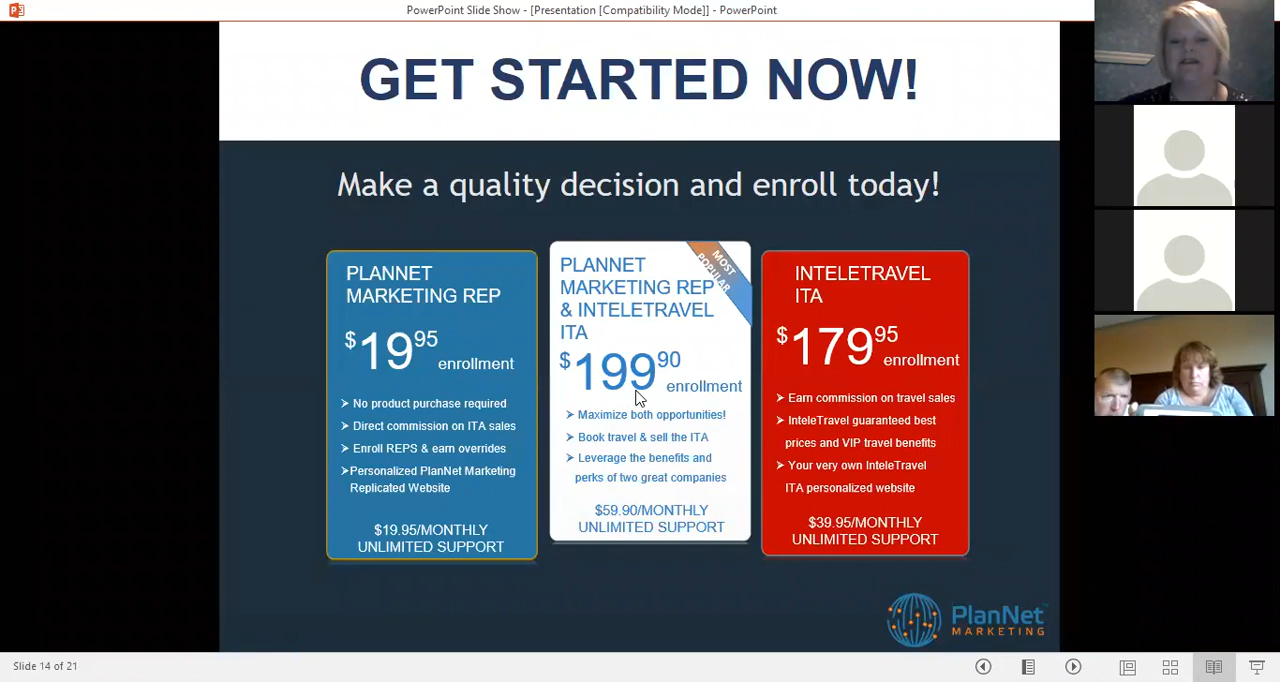 PowerPoint Slide Show - [Presentation [Compatibility Mode]] - PowerPoint
GET STARTED NOW!
Make a quality decision and enroll today!
PLANNET
MARKETING REP
$19 95
enrollment
➤ No product purchase required
➤ Direct commission on ITA sales
➤ Enroll REPS & earn overrides
➤Personalized PlanNet Marketing
Replicated Website
$19.95/MONTHLY
UNLIMITED SUPPORT
MOST
POPULAR
PLANNET
MARKETING REP
& INTELETRAVEL
ITA
$199 90
enrollment
➤ Maximize both opportunities!
➤ Book travel & sell the ITA
➤ Leverage the benefits and
perks of two great companies
$59.90/MONTHLY
UNLIMITED SUPPORT
INTELETRAVEL
ITA
$179 95
enrollment
➤ Earn commission on travel sales
➤ InteleTravel guaranteed best
prices and VIP travel benefits
➤ Your very own InteleTravel
ITA personalized website
$39.95/MONTHLY
UNLIMITED SUPPORT
PlanNet
MARKETING
Slide 14 of 21